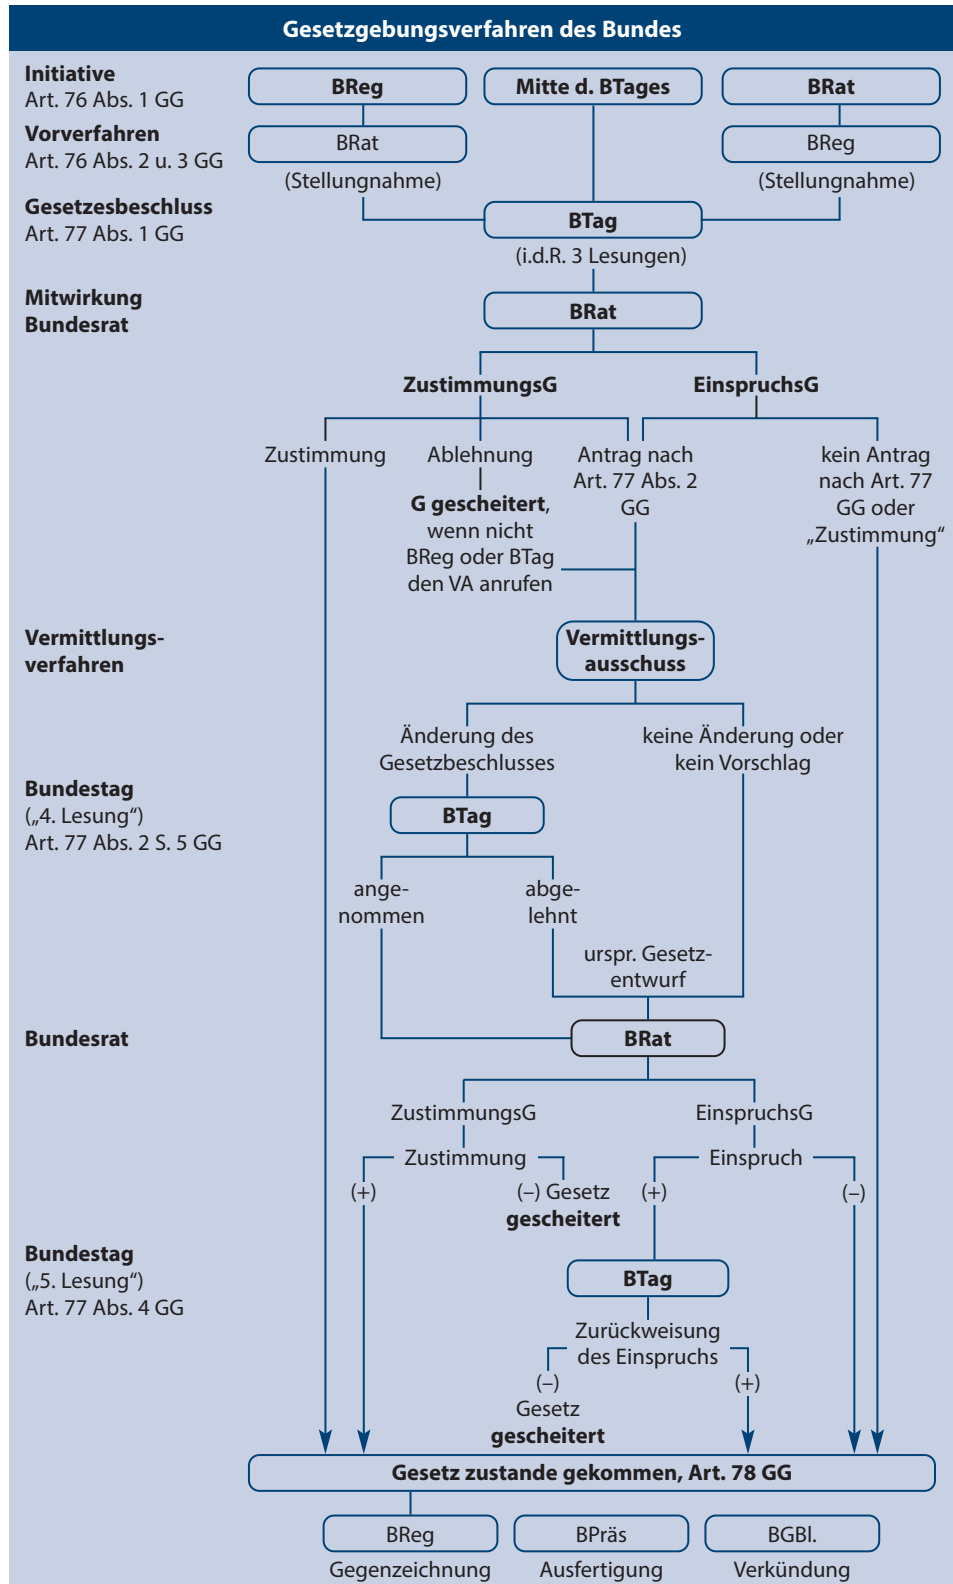 Gesetzgebungsverfahren des Bundes
Initiative
Art. 76 Abs. 1 GG
BReg
Mitte d. BTages
BRat
Vorverfahren
Art. 76 Abs. 2 u. 3 GG
BRat
BReg
(Stellungnahme)
(Stellungnahme)
Gesetzesbeschluss
Art. 77 Abs. 1 GG
BTag
(i.d.R. 3 Lesungen)
Mitwirkung
Bundesrat
BRat
ZustimmungsG
EinspruchsG
Zustimmung
Ablehnung
G gescheitert,
wenn nicht
BReg oder BTag
den VA anrufen
Antrag nach
Art. 77 Abs. 2
GG
kein Antrag
nach Art. 77
GG oder
„Zustimmung“
Vermittlungs-
verfahren
Vermittlungs-
ausschuss
Änderung des
Gesetzbeschlusses
keine Änderung oder
kein Vorschlag
Bundestag
(„4. Lesung“)
Art. 77 Abs. 2 S. 5 GG
BTag
ange-
nommen
abge-
lehnt
urspr. Gesetz-
entwurf
Bundesrat
BRat
ZustimmungsG
EinspruchsG
Zustimmung
Einspruch
(+)
(–) Gesetz
gescheitert
(+)
(–)
Bundestag
(„5. Lesung“)
Art. 77 Abs. 4 GG
BTag
Zurückweisung
des Einspruchs
(–)
Gesetz
gescheitert
(+)
Gesetz zustande gekommen, Art. 78 GG
BReg
BPräs
BGBl.
Gegenzeichnung
Ausfertigung
Verkündung